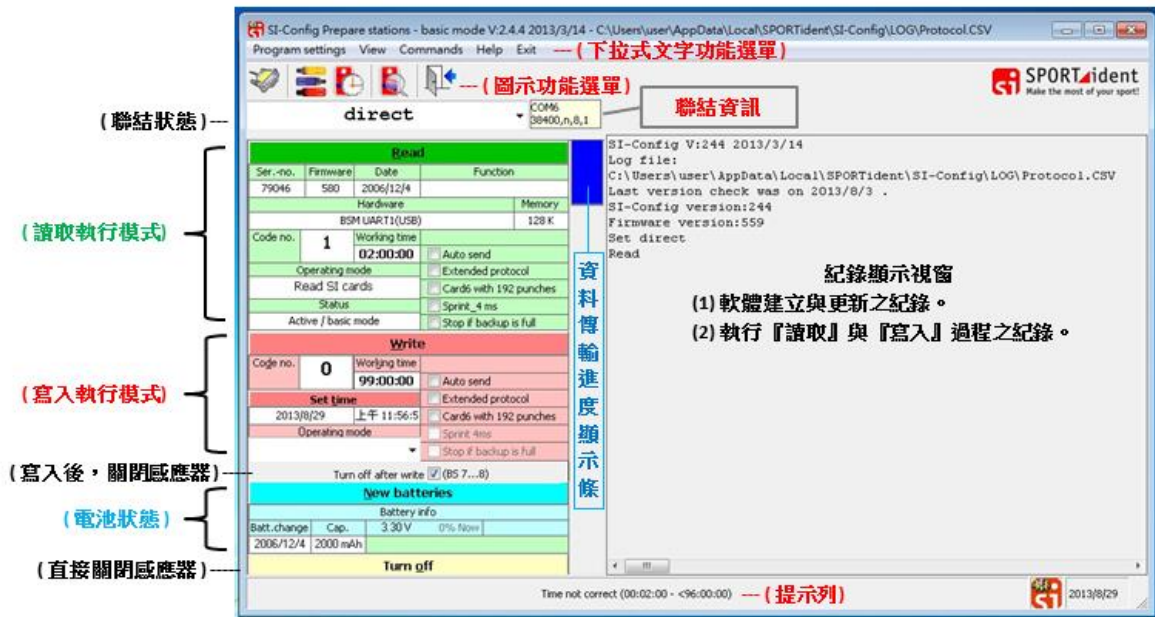 SI-Config Prepare stations - basic mode V:2.4.4 2013/3/14 - C:\Users\user\AppData\Local\SPORTident\SI-Config\LOG\Protocol.CSV
Program settings View Commands Help Exit ---(下拉式文字功能選單)
---(圖示功能選單)
SPORTident
Make the most of your sport!
(聯結狀態)---
direct
COM6
38400,n,8,1
聯結資訊
(讀取執行模式)
Read
Ser.-no. Firmware Date Function
79046 580 2006/12/4
Hardware Memory
BSM UART1(USB) 128 K
Code no. 1 Working time
02:00:00 Auto send
Operating mode Extended protocol
Read SI cards Card6 with 192 punches
Status Sprint_4 ms
Active / basic mode Stop if backup is full
(寫入執行模式)
Write
Code no. 0 Working time
99:00:00 Auto send
Set time Extended protocol
2013/8/29 上午 11:56:5 Card6 with 192 punches
Operating mode Sprint 4ms
Stop if backup is full
(寫入後,關閉感應器)---
Turn off after write (BS 7...8)
(電池狀態)
New batteries
Battery info
Batt.change Cap. 3.30 V 0% Now
2006/12/4 2000 mAh
(直接關閉感應器)---
Turn off
資料傳輸進度顯示條
SI-Config V:244 2013/3/14
Log file:
C:\Users\user\AppData\Local\SPORTident\SI-Config\LOG\Protocol.CSV
Last version check was on 2013/8/3 .
SI-Config version:244
Firmware version:559
Set direct
Read
紀錄顯示視窗
(1) 軟體建立與更新之紀錄。
(2) 執行『讀取』與『寫入』過程之紀錄。
Time not correct (00:02:00 - <96:00:00) ---(提示列)
2013/8/29